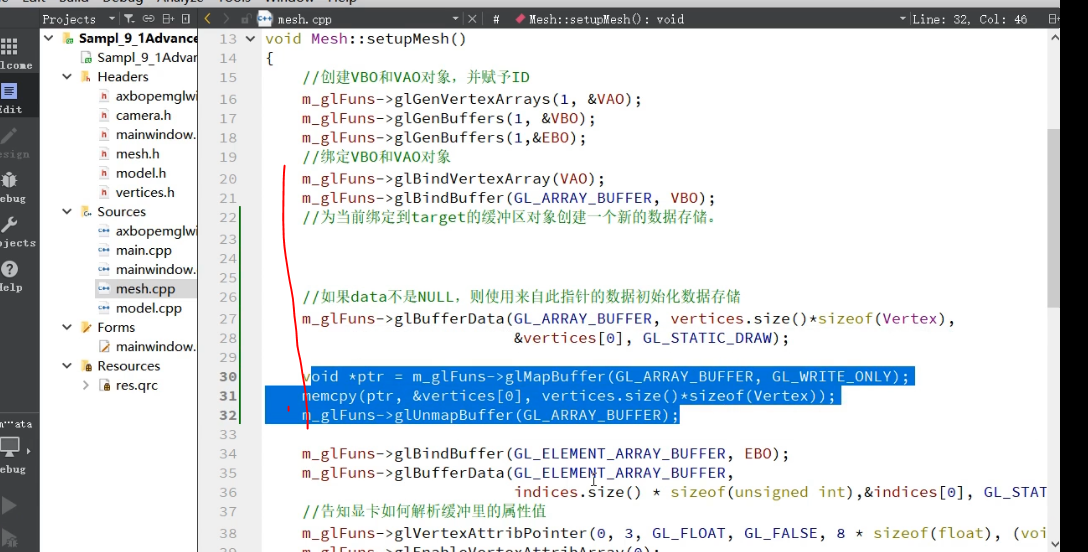 Projects
mesh.cpp
#
Mesh::setupMesh(): void
Line: 32, Col: 46
Sampl_9_1Advance
Sampl_9_1Advar
Headers
axbopemglwi
camera.h
mainwindow.
mesh.h
model.h
vertices.h
Sources
axbopemglwi
main.cpp
mainwindow
mesh.cpp
model.cpp
Forms
mainwindow.
Resources
res.qrc
lcome
Edit
esign
ebug
ojects
Help
m…ata
ebug
13 void Mesh::setupMesh()
14 {
15 //创建VBO和VAO对象，并赋予ID
16 m_glFuns->glGenVertexArrays(1, &VAO);
17 m_glFuns->glGenBuffers(1, &VBO);
18 m_glFuns->glGenBuffers(1,&EBO);
19 //绑定VBO和VAO对象
20 m_glFuns->glBindVertexArray(VAO);
21 m_glFuns->glBindBuffer(GL_ARRAY_BUFFER, VBO);
22 //为当前绑定到target的缓冲区对象创建一个新的数据存储。
23
24
25
26 //如果data不是NULL，则使用来自此指针的数据初始化数据存储
27 m_glFuns->glBufferData(GL_ARRAY_BUFFER, vertices.size()*sizeof(Vertex),
28 &vertices[0], GL_STATIC_DRAW);
29
30 void *ptr = m_glFuns->glMapBuffer(GL_ARRAY_BUFFER, GL_WRITE_ONLY);
31 memcpy(ptr, &vertices[0], vertices.size()*sizeof(Vertex));
32 m_glFuns->glUnmapBuffer(GL_ARRAY_BUFFER);
33
34 m_glFuns->glBindBuffer(GL_ELEMENT_ARRAY_BUFFER, EBO);
35 m_glFuns->glBufferData(GL_ELEMENT_ARRAY_BUFFER,
36 indices.size() * sizeof(unsigned int),&indices[0], GL_STAT
37 //告知显卡如何解析缓冲里的属性值
38 m_glFuns->glVertexAttribPointer(0, 3, GL_FLOAT, GL_FALSE, 8 * sizeof(float), (voi